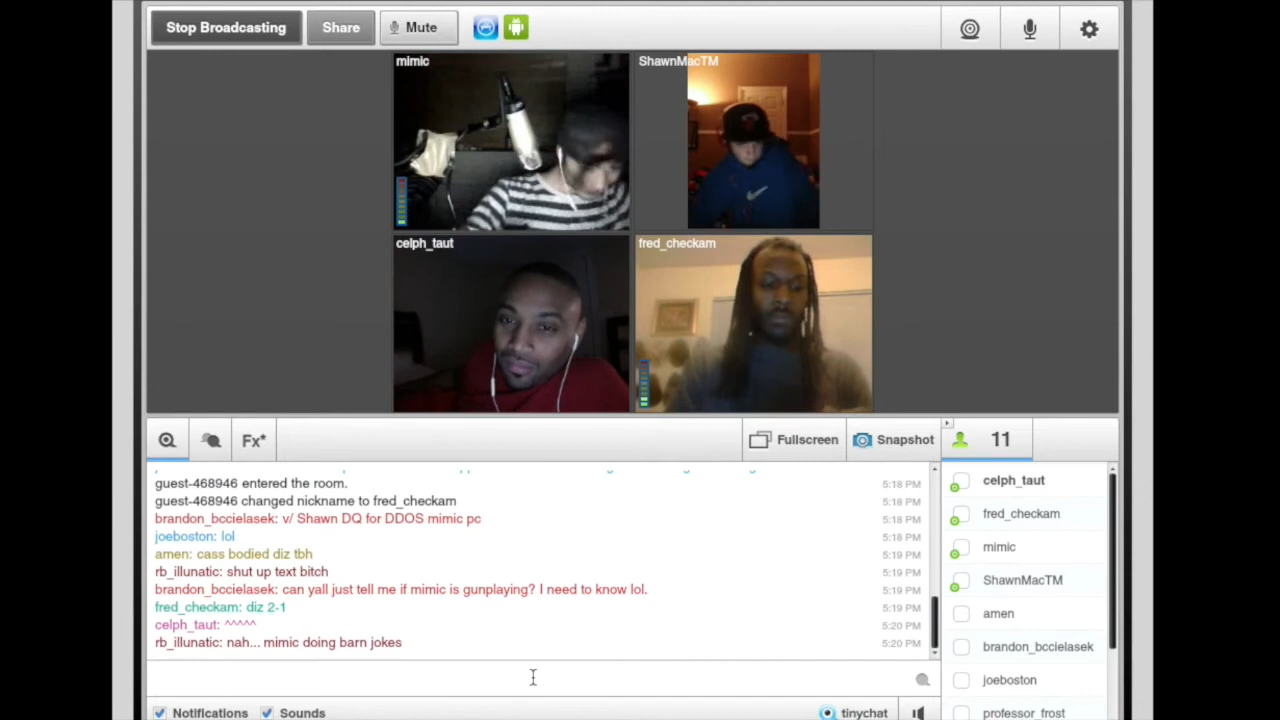 Stop Broadcasting
Share
Mute
mimic
ShawnMacTM
celph_taut
fred_checkam
Fx*
Fullscreen
Snapshot
11
guest-468946 entered the room. 5:18 PM
guest-468946 changed nickname to fred_checkam 5:18 PM
brandon_bccielasek: v/ Shawn DQ for DDOS mimic pc 5:18 PM
joeboston: lol 5:18 PM
amen: cass bodied diz tbh 5:19 PM
rb_illunatic: shut up text bitch 5:19 PM
brandon_bccielasek: can yall just tell me if mimic is gunplaying? I need to know lol. 5:19 PM
fred_checkam: diz 2-1 5:19 PM
celph_taut: ^^^^^ 5:20 PM
rb_illunatic: nah... mimic doing barn jokes 5:20 PM
celph_taut
fred_checkam
mimic
ShawnMacTM
amen
brandon_bccielasek
joeboston
professor_frost
Notifications
Sounds
tinychat